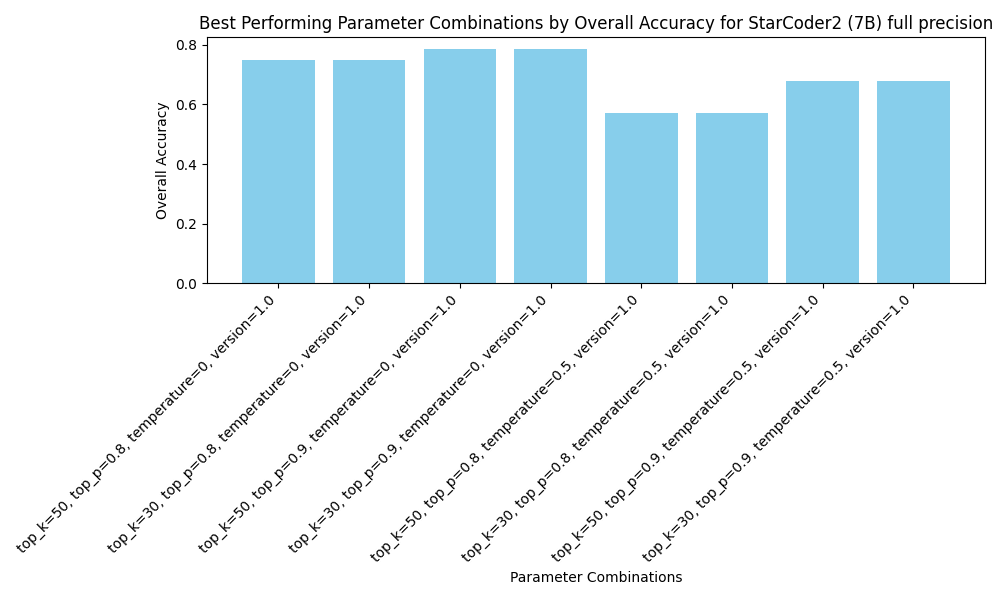 Best Performing Parameter Combinations by Overall Accuracy for StarCoder2 (7B) full precision
Overall Accuracy
0.8
0.6
0.4
0.2
0.0
top_k=50, top_p=0.8, temperature=0, version=1.0
top_k=30, top_p=0.8, temperature=0, version=1.0
top_k=50, top_p=0.9, temperature=0, version=1.0
top_k=30, top_p=0.9, temperature=0, version=1.0
top_k=50, top_p=0.8, temperature=0.5, version=1.0
top_k=30, top_p=0.8, temperature=0.5, version=1.0
top_k=50, top_p=0.9, temperature=0.5, version=1.0
top_k=30, top_p=0.9, temperature=0.5, version=1.0
Parameter Combinations